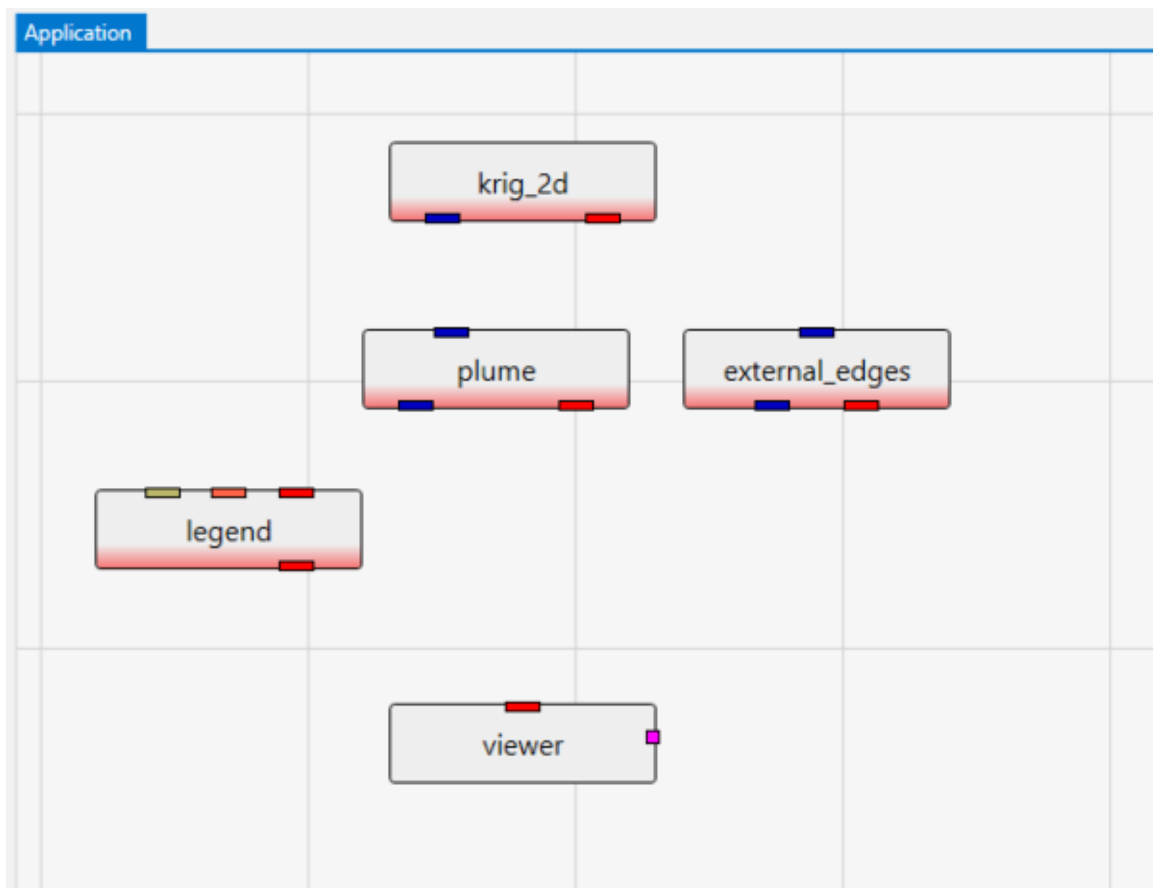 Application
krig_2d
plume
external_edges
legend
viewer